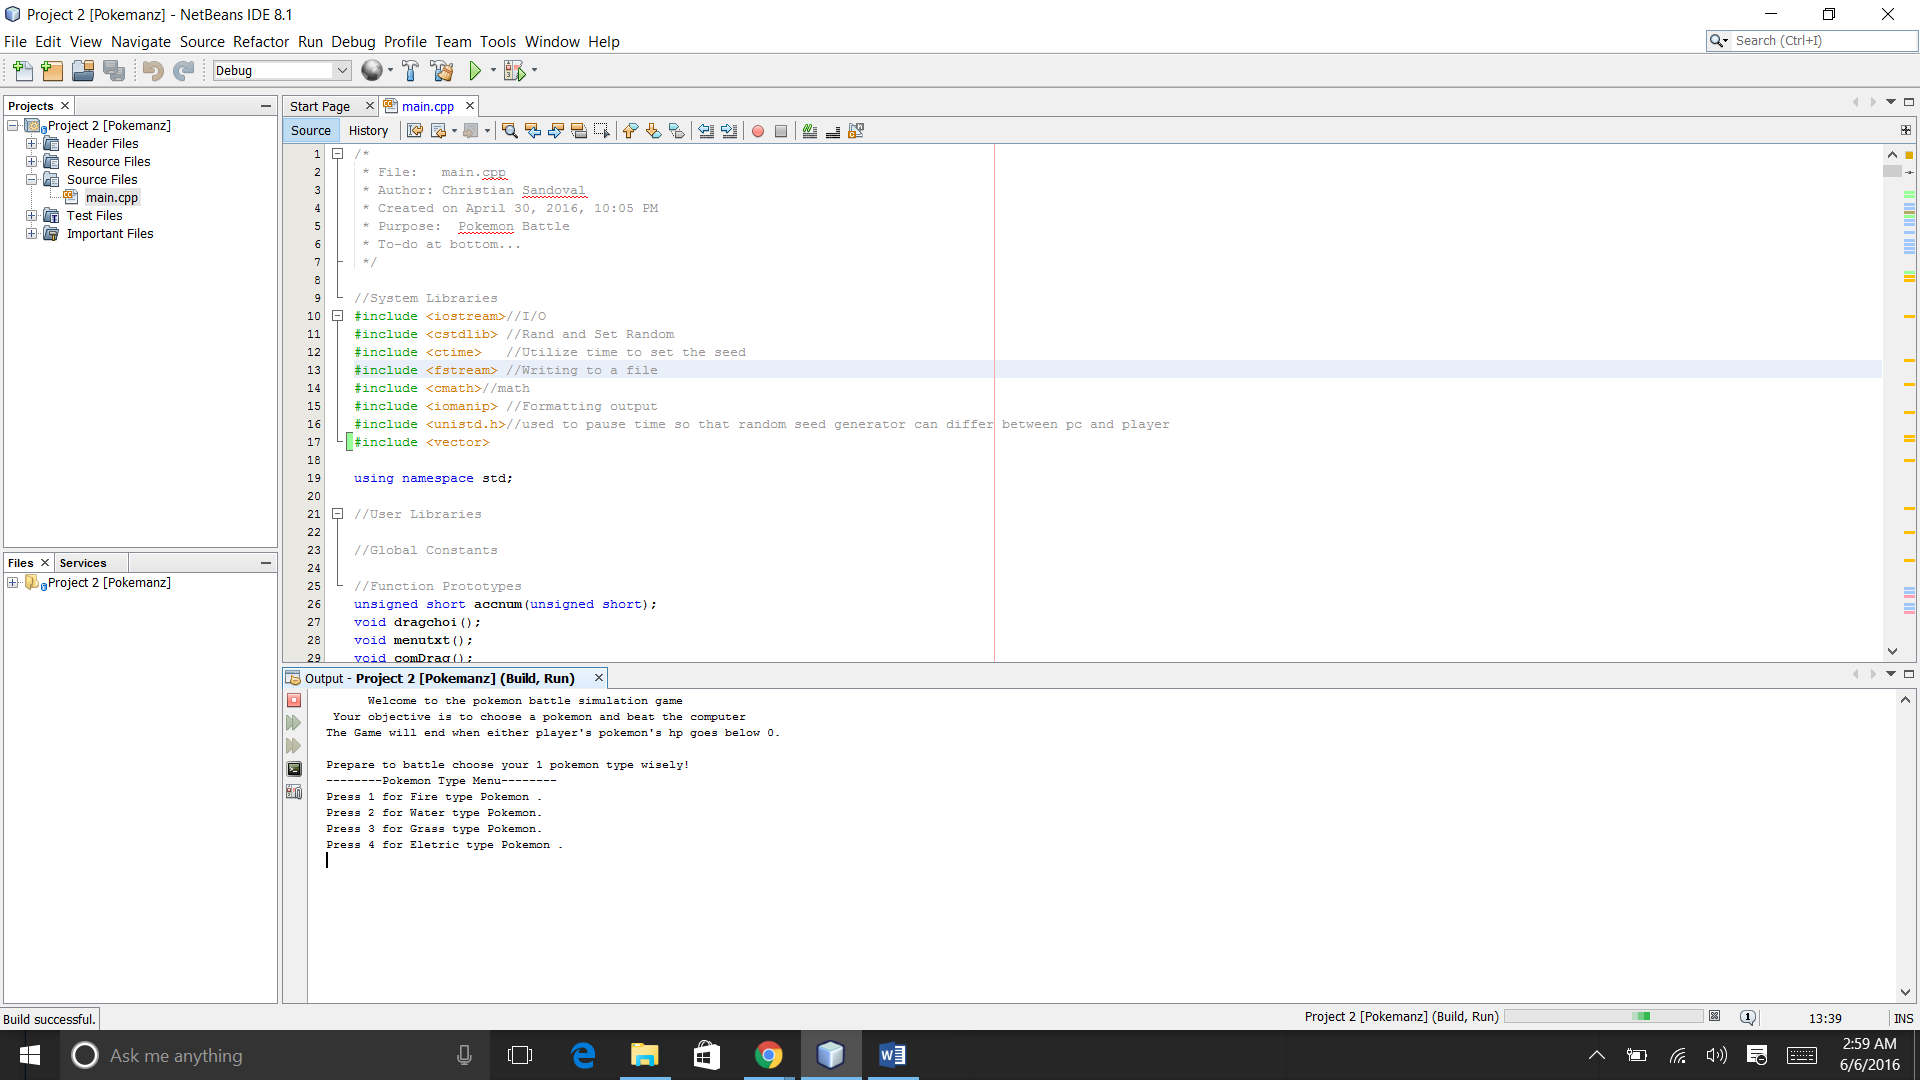 Project 2 [Pokemanz] - NetBeans IDE 8.1
File Edit View Navigate Source Refactor Run Debug Profile Team Tools Window Help
Search (Ctrl+I)
Debug
Projects
Start Page
main.cpp
Source
History
Project 2 [Pokemanz]
Header Files
Resource Files
Source Files
main.cpp
Test Files
Important Files
Files
Services
Project 2 [Pokemanz]
1 /*
2 * File:   main.cpp
3 * Author: Christian Sandoval
4 * Created on April 30, 2016, 10:05 PM
5 * Purpose:  Pokemon Battle
6 * To-do at bottom...
7 */
8
9 //System Libraries
10 #include <iostream>//I/O
11 #include <cstdlib> //Rand and Set Random
12 #include <ctime>   //Utilize time to set the seed
13 #include <fstream> //Writing to a file
14 #include <cmath>//math
15 #include <iomanip> //Formatting output
16 #include <unistd.h>//used to pause time so that random seed generator can differ between pc and player
17 #include <vector>
18
19 using namespace std;
20
21 //User Libraries
22
23 //Global Constants
24
25 //Function Prototypes
26 unsigned short accnum(unsigned short);
27 void dragchoi();
28 void menutxt();
29 void comDrag();
Output - Project 2 [Pokemanz] (Build, Run)
Welcome to the pokemon battle simulation game
Your objective is to choose a pokemon and beat the computer
The Game will end when either player's pokemon's hp goes below 0.
Prepare to battle choose your 1 pokemon type wisely!
--------Pokemon Type Menu--------
Press 1 for Fire type Pokemon .
Press 2 for Water type Pokemon.
Press 3 for Grass type Pokemon.
Press 4 for Eletric type Pokemon .
Build successful.
Project 2 [Pokemanz] (Build, Run)
1
13:39
INS
Ask me anything
2:59 AM
6/6/2016